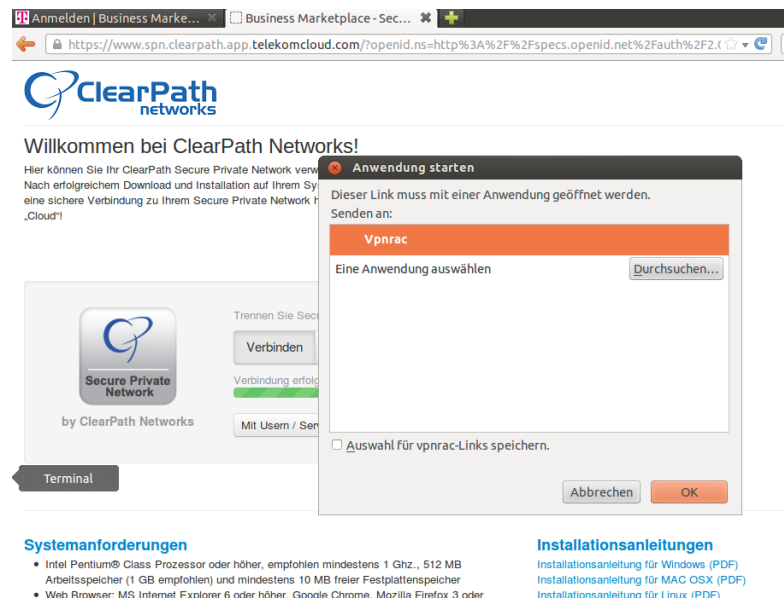 Anmelden | Business Marke...
Business Marketplace - Sec...
https://www.spn.clearpath.app.telekomcloud.com/?openid.ns=http%3A%2F%2Fspecs.openid.net%2Fauth%2F2.(
ClearPath
networks
Willkommen bei ClearPath Networks!
Hier können Sie Ihr ClearPath Secure Private Network verw
Nach erfolgreichem Download und Installation auf Ihrem Sy
eine sichere Verbindung zu Ihrem Secure Private Network h
„Cloud“!
Anwendung starten
Dieser Link muss mit einer Anwendung geöffnet werden.
Senden an:
Vpnrac
Eine Anwendung auswählen
Durchsuchen...
Auswahl für vpnrac-Links speichern.
Abbrechen
OK
Trennen Sie Secu
Verbinden
Verbindung erfolg
Mit Usern / Ser
Secure Private
Network
by ClearPath Networks
Terminal
Systemanforderungen
Intel Pentium® Class Prozessor oder höher, empfohlen mindestens 1 Ghz., 512 MB
Arbeitsspeicher (1 GB empfohlen) und mindestens 10 MB freier Festplattenspeicher
Web Browser: MS Internet Explorer 6 oder höher, Google Chrome, Mozilla Firefox 3 oder
Installationsanleitungen
Installationsanleitung für Windows (PDF)
Installationsanleitung für MAC OSX (PDF)
Installationsanleitung für Linux (PDF)